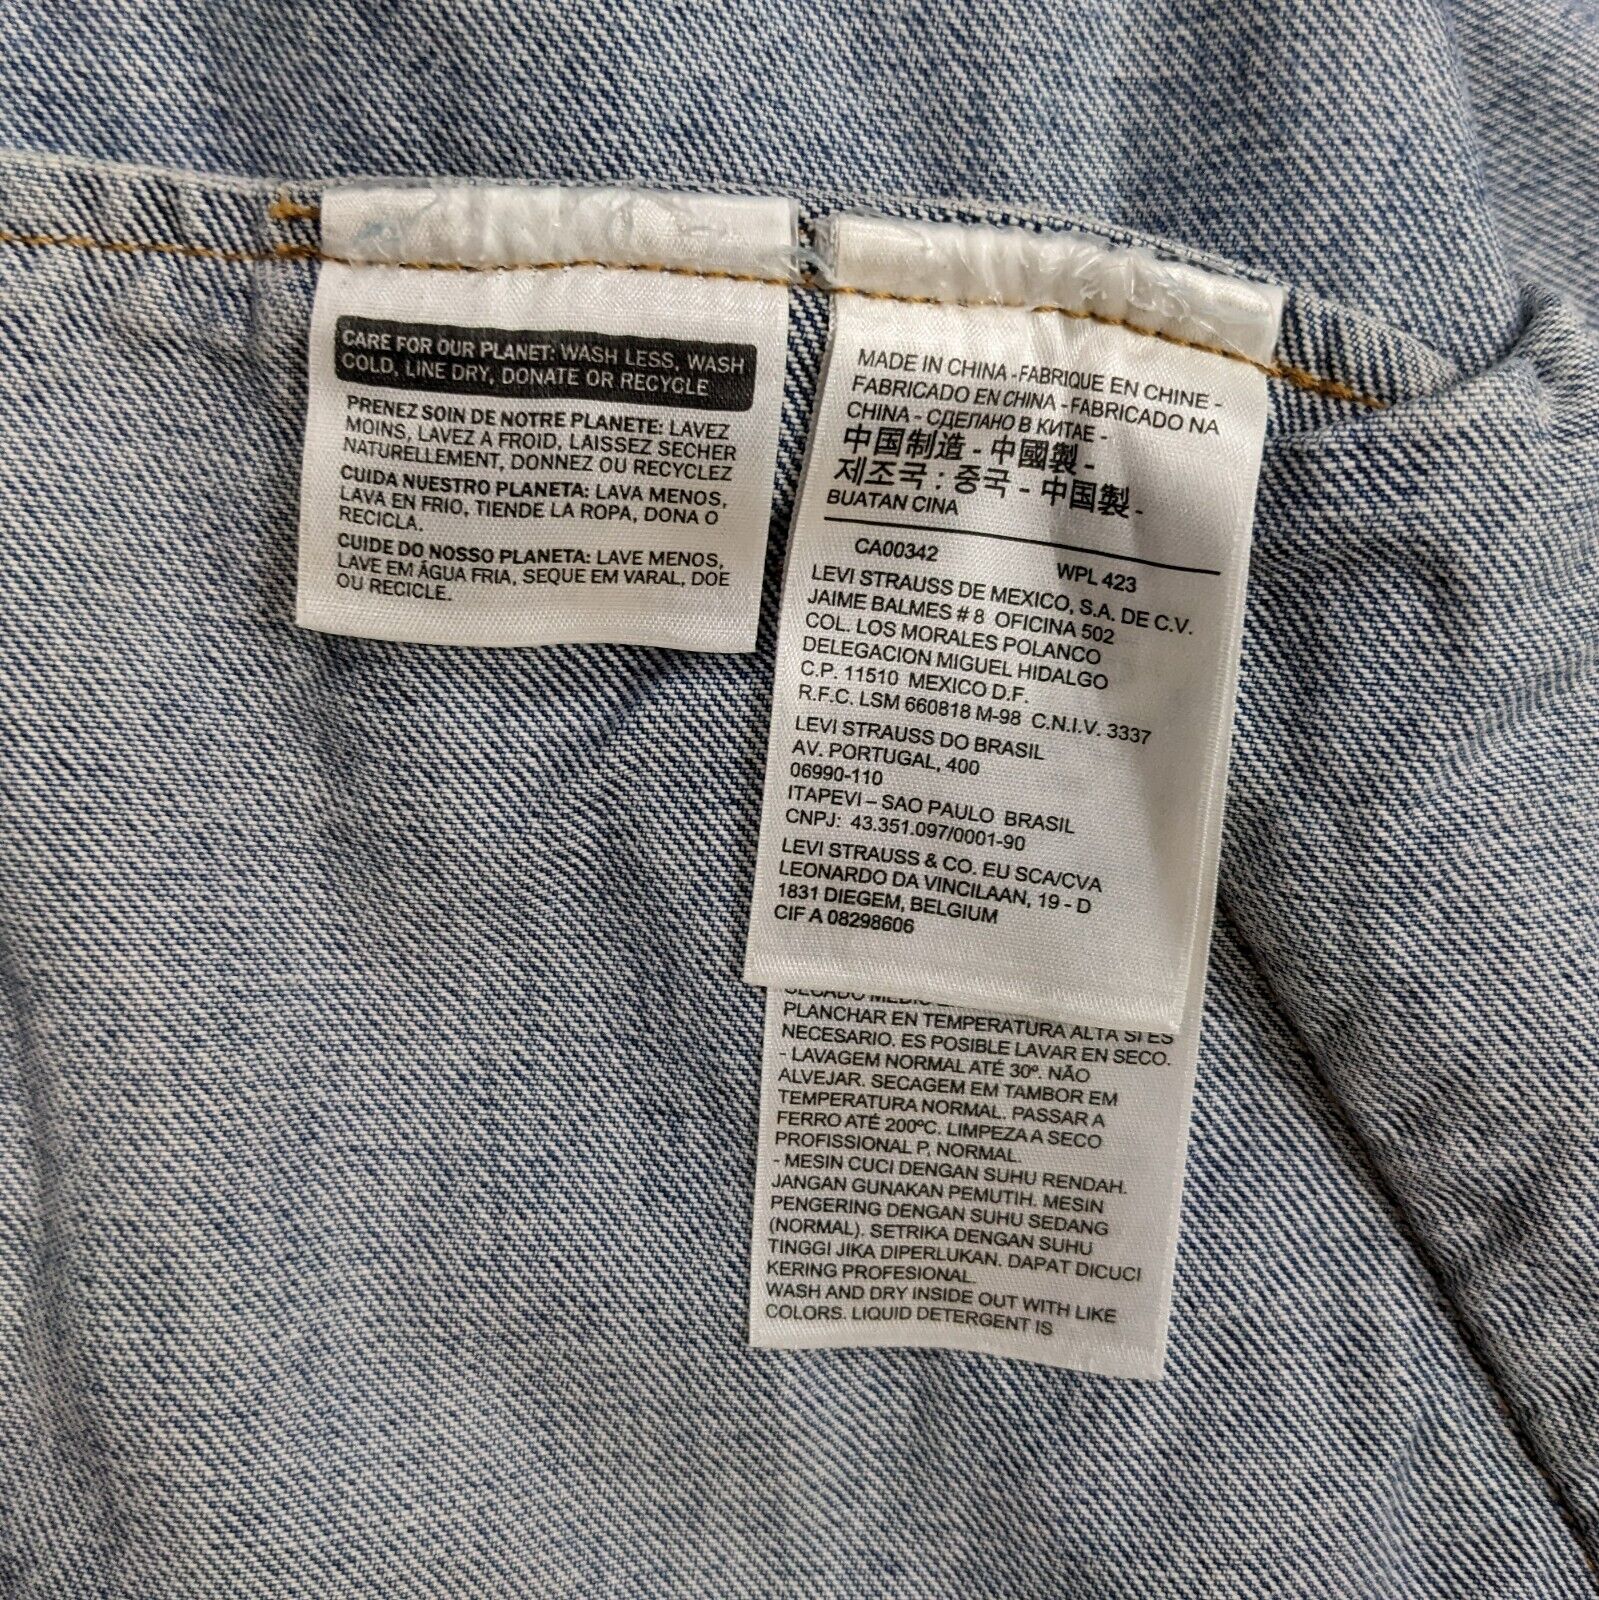 CARE FOR OUR PLANET: WASH LESS, WASH
COLD, LINE DRY, DONATE OR RECYCLE
PRENEZ SOIN DE NOTRE PLANETE: LAVEZ
MOINS, LAVEZ A FROID, LAISSEZ SECHER
NATURELLEMENT, DONNEZ OU RECYCLEZ
CUIDA NUESTRO PLANETA: LAVA MENOS,
LAVA EN FRIO, TIENDE LA ROPA, DONA O
RECICLA.
CUIDE DO NOSSO PLANETA: LAVE MENOS,
LAVE EM ÁGUA FRIA, SEQUE EM VARAL, DOE
OU RECICLE.
MADE IN CHINA - FABRIQUE EN CHINE -
FABRICADO EN CHINA - FABRICADO NA
CHINA - СДЕЛАНО В КИТАЕ -
中国制造 - 中國製 -
제조국 : 중국 - 中国製 -
BUATAN CINA
CA00342 WPL 423
LEVI STRAUSS DE MEXICO, S.A. DE C.V.
JAIME BALMES # 8 OFICINA 502
COL. LOS MORALES POLANCO
DELEGACION MIGUEL HIDALGO
C.P. 11510 MEXICO D.F.
R.F.C. LSM 660818 M-98 C.N.I.V. 3337
LEVI STRAUSS DO BRASIL
AV. PORTUGAL, 400
06990-110
ITAPEVI – SAO PAULO BRASIL
CNPJ: 43.351.097/0001-90
LEVI STRAUSS & CO. EU SCA/CVA
LEONARDO DA VINCILAAN, 19 - D
1831 DIEGEM, BELGIUM
CIF A 08298606
SECADO MEDIO
PLANCHAR EN TEMPERATURA ALTA SI ES
NECESARIO. ES POSIBLE LAVAR EN SECO.
- LAVAGEM NORMAL ATÉ 30º. NÃO
ALVEJAR. SECAGEM EM TAMBOR EM
TEMPERATURA NORMAL. PASSAR A
FERRO ATÉ 200ºC. LIMPEZA A SECO
PROFISSIONAL P, NORMAL.
- MESIN CUCI DENGAN SUHU RENDAH.
JANGAN GUNAKAN PEMUTIH. MESIN
PENGERING DENGAN SUHU SEDANG
(NORMAL). SETRIKA DENGAN SUHU
TINGGI JIKA DIPERLUKAN. DAPAT DICUCI
KERING PROFESIONAL.
WASH AND DRY INSIDE OUT WITH LIKE
COLORS. LIQUID DETERGENT IS